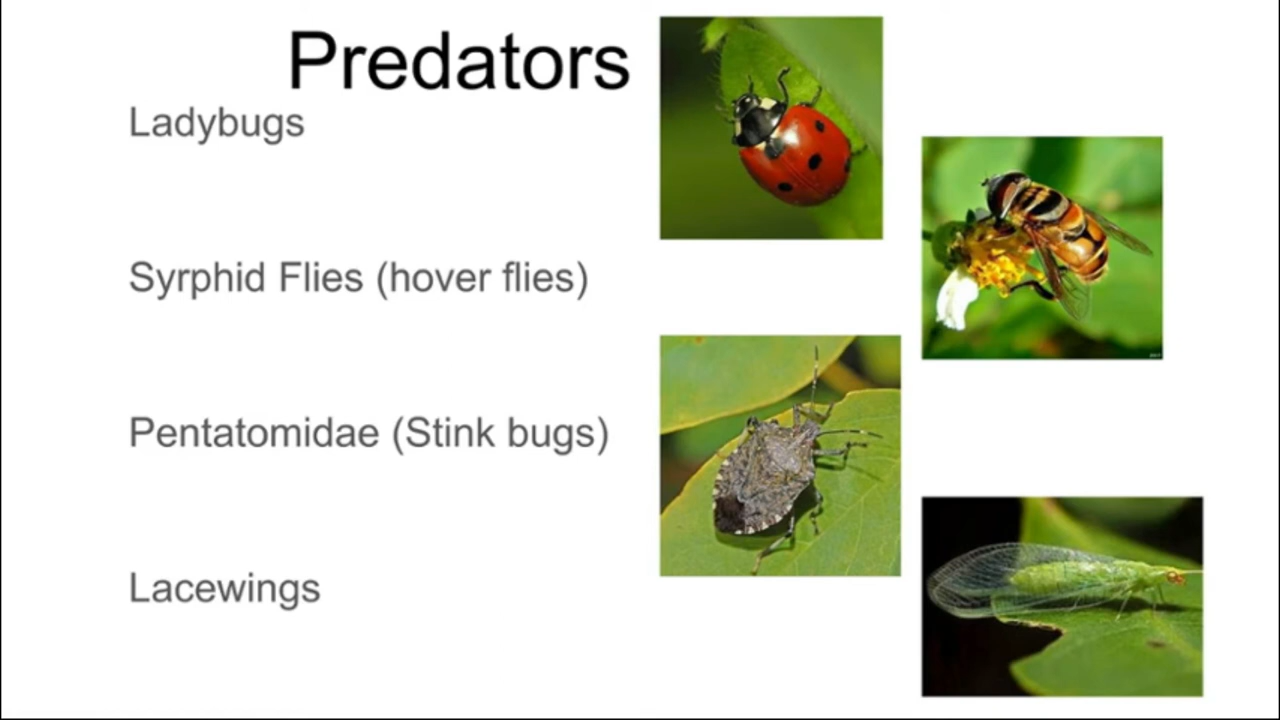 Predators
Ladybugs
Syrphid Flies (hover flies)
Pentatomidae (Stink bugs)
Lacewings